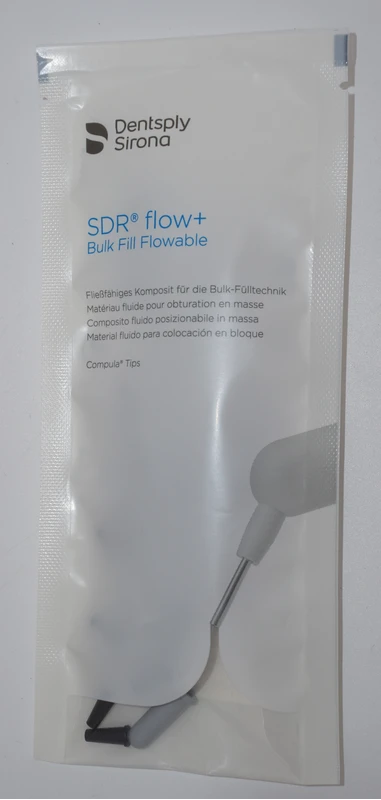 Dentsply
Sirona
SDR® flow+
Bulk Fill Flowable
Fließfähiges Komposit für die Bulk-Fülltechnik
Matériau fluide pour obturation en masse
Composito fluido posizionabile in massa
Material fluido para colocación en bloque
Compula® Tips